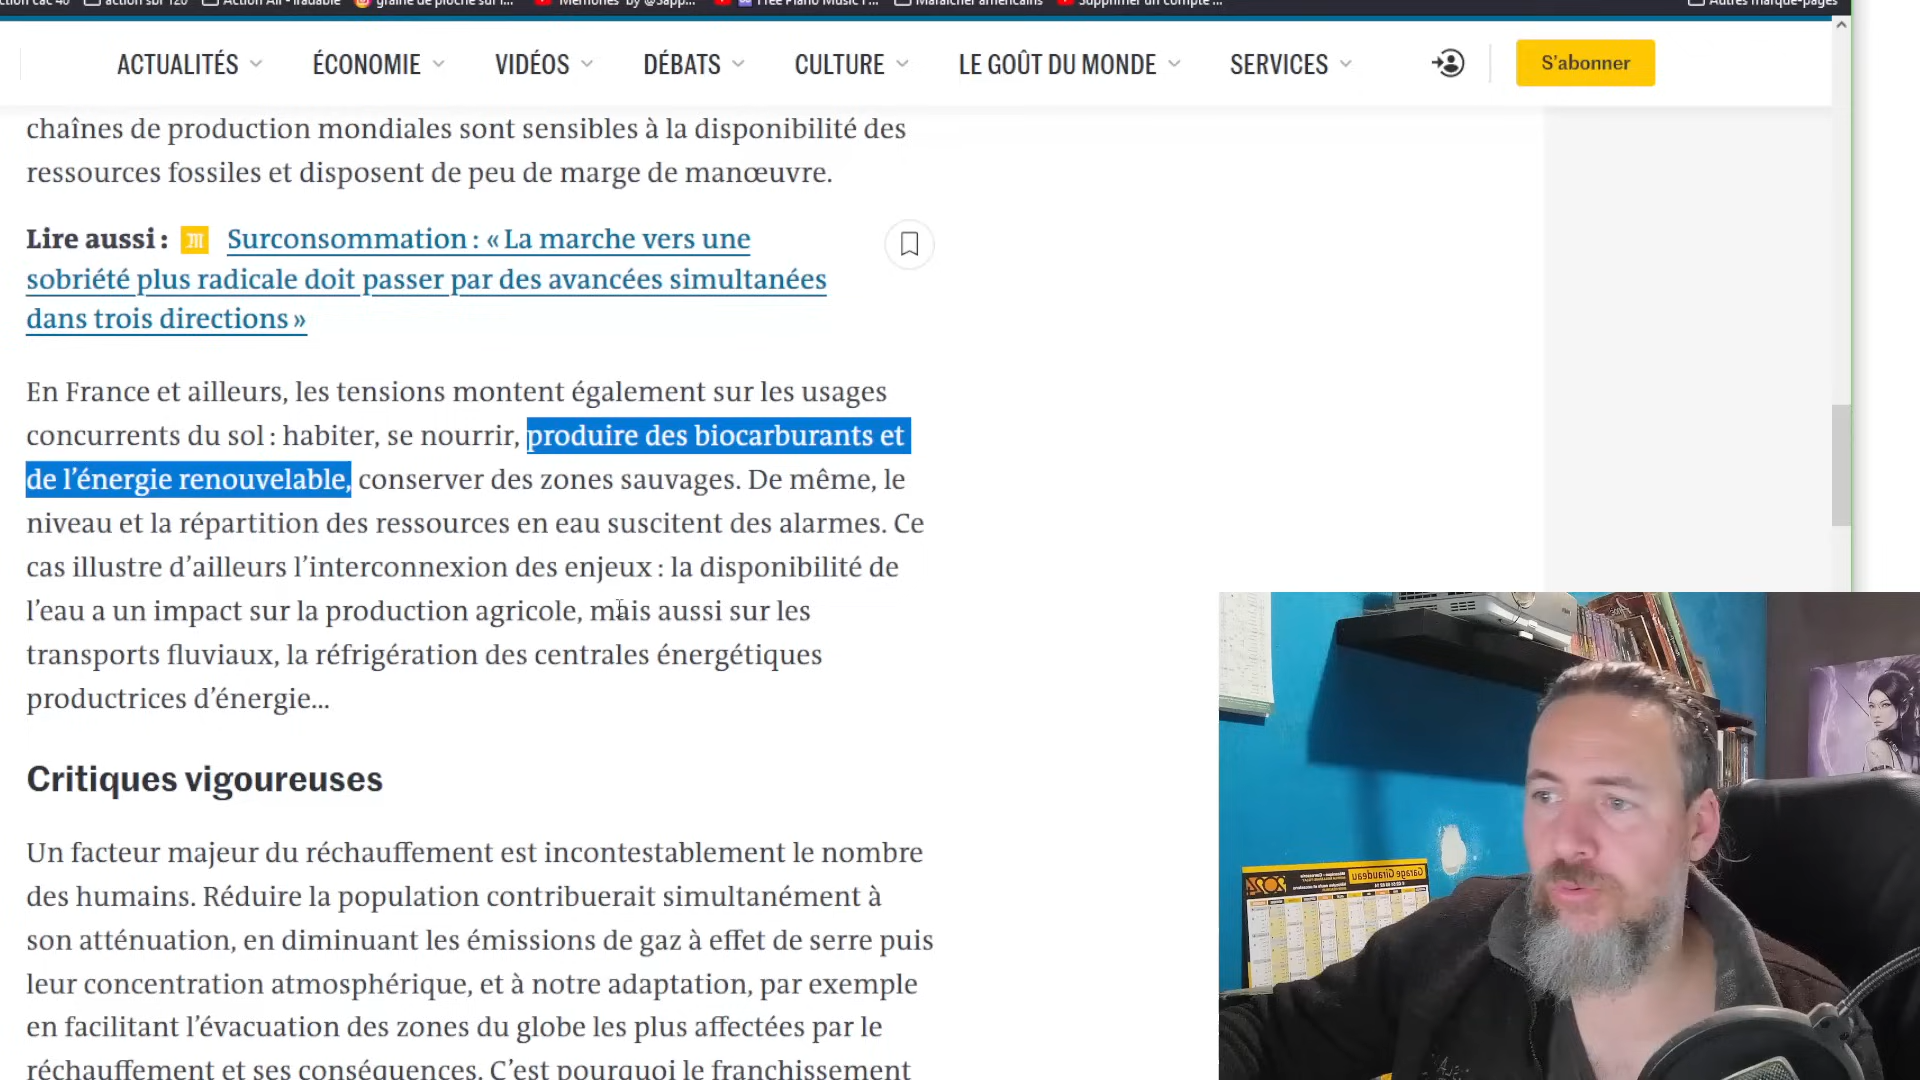 action sbf 120
Autres marque-pages
ACTUALITÉS ÉCONOMIE VIDÉOS DÉBATS CULTURE LE GOÛT DU MONDE SERVICES S'abonner
chaînes de production mondiales sont sensibles à la disponibilité des
ressources fossiles et disposent de peu de marge de manœuvre.
Lire aussi : Surconsommation : « La marche vers une
sobriété plus radicale doit passer par des avancées simultanées
dans trois directions »
En France et ailleurs, les tensions montent également sur les usages
concurrents du sol : habiter, se nourrir, produire des biocarburants et
de l'énergie renouvelable, conserver des zones sauvages. De même, le
niveau et la répartition des ressources en eau suscitent des alarmes. Ce
cas illustre d'ailleurs l'interconnexion des enjeux : la disponibilité de
l'eau a un impact sur la production agricole, mais aussi sur les
transports fluviaux, la réfrigération des centrales énergétiques
productrices d'énergie...
Critiques vigoureuses
Un facteur majeur du réchauffement est incontestablement le nombre
des humains. Réduire la population contribuerait simultanément à
son atténuation, en diminuant les émissions de gaz à effet de serre puis
leur concentration atmosphérique, et à notre adaptation, par exemple
en facilitant l'évacuation des zones du globe les plus affectées par le
réchauffement et ses conséquences. C'est pourquoi le franchissement
Garage Giraudeau